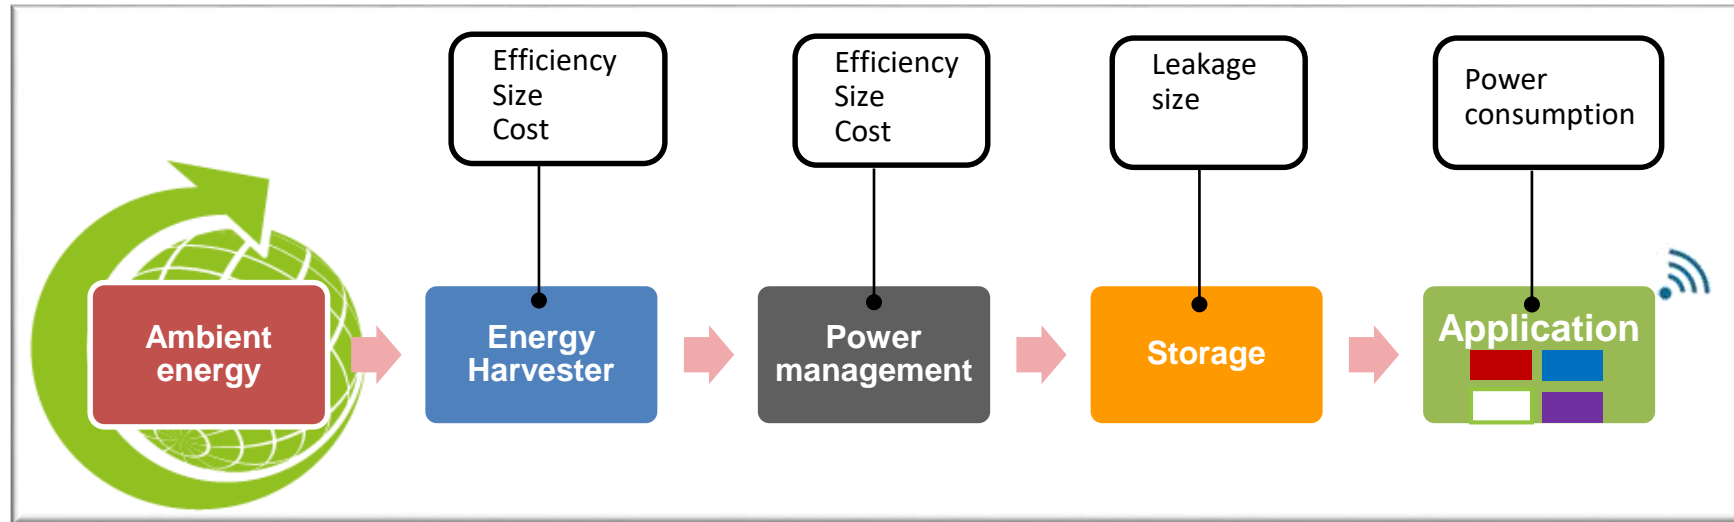 Efficiency
Size
Cost
Efficiency
Size
Cost
Leakage
size
Power
consumption
Ambient
energy
Energy
Harvester
Power
management
Storage
Application